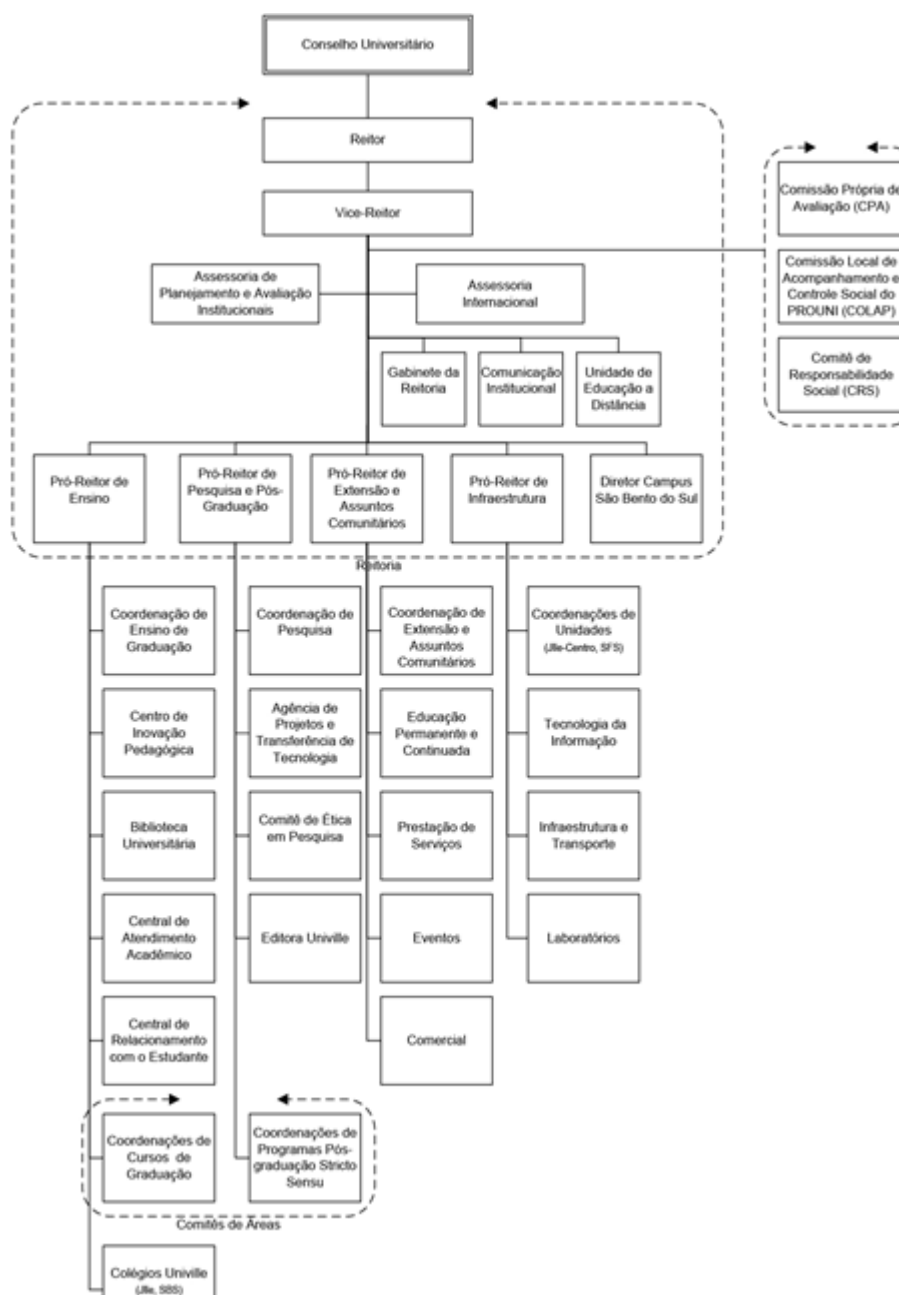 Conselho Universitário
Reitor
Vice-Reitor
Assessoria de
Planejamento e Avaliação
Institucionais
Assessoria
Internacional
Comissão Própria de
Avaliação (CPA)
Comissão Local de
Acompanhamento e
Controle Social do
PROUNI (COLAP)
Comitê de
Responsabilidade
Social (CRS)
Gabinete da
Reitoria
Comunicação
Institucional
Unidade de
Educação a
Distância
Pró-Reitor de
Ensino
Pró-Reitor de
Pesquisa e Pós-
Graduação
Pró-Reitor de
Extensão e
Assuntos
Comunitários
Pró-Reitor de
Infraestrutura
Diretor Campus
São Bento do Sul
Reitoria
Coordenação de
Ensino de
Graduação
Coordenação de
Pesquisa
Coordenação de
Extensão e
Assuntos
Comunitários
Coordenações de
Unidades
(Jlle-Centro, SFS)
Centro de
Inovação
Pedagógica
Agência de
Projetos e
Transferência de
Tecnologia
Educação
Permanente e
Continuada
Tecnologia da
Informação
Biblioteca
Universitária
Comitê de Ética
em Pesquisa
Prestação de
Serviços
Infraestrutura e
Transporte
Central de
Atendimento
Acadêmico
Editora Univille
Eventos
Laboratórios
Central de
Relacionamento
com o Estudante
Comercial
Coordenações de
Cursos de
Graduação
Coordenações de
Programas Pós-
graduação Stricto
Sensu
Comitês de Áreas
Colégios Univille
(Jlle, SBS)